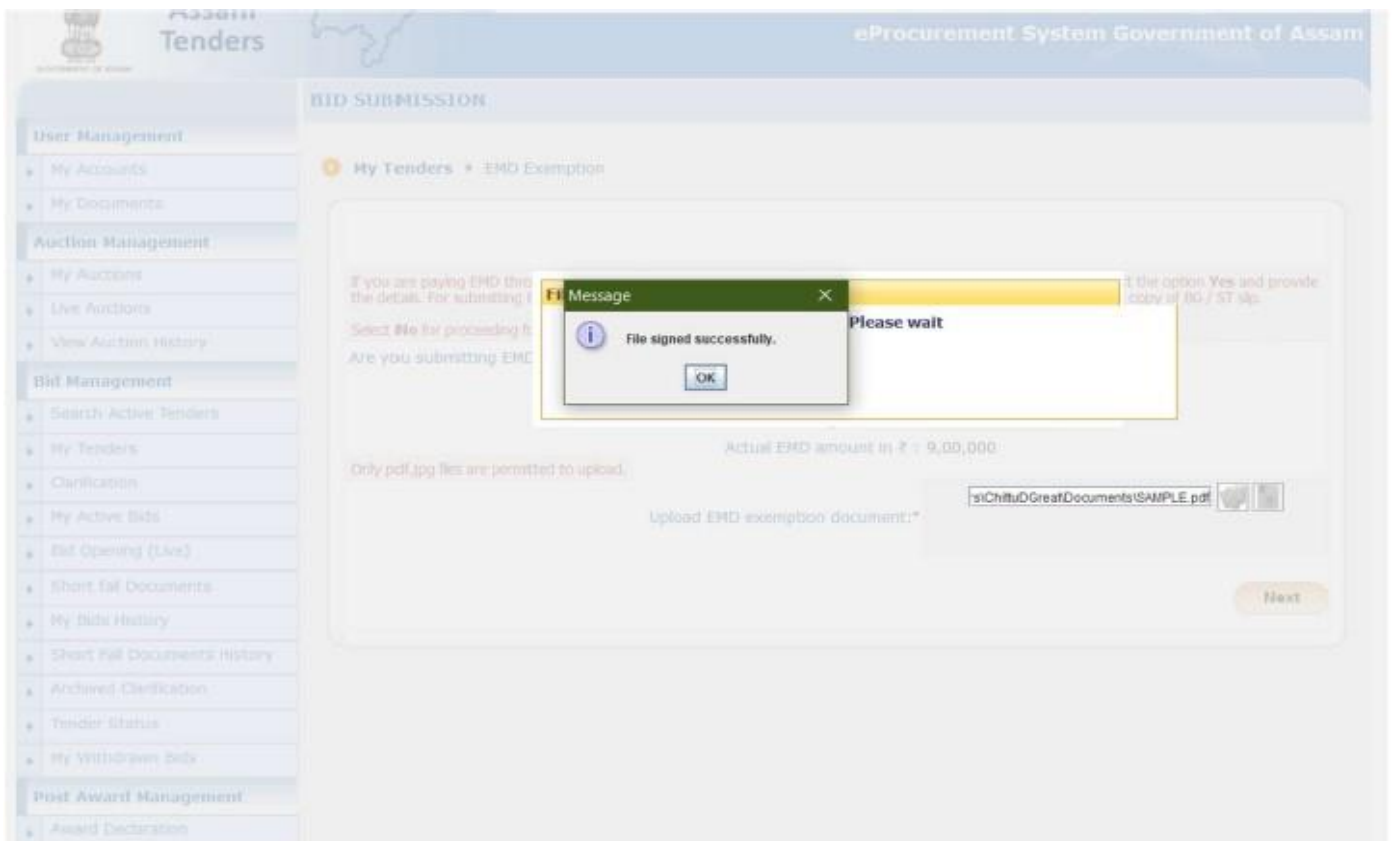 Assam
Tenders
eProcurement System Government of Assam
BID SUBMISSION
User Management
My Accounts
My Documents
Auction Management
My Auctions
Live Auctions
View Auction History
Bid Management
Search Active Tenders
My Tenders
Clarification
My Active Bids
Bid Opening (Live)
Short Fall Documents
My Bids History
Short Fall Documents History
Archived Clarification
Tender Status
My Withdrawn Bids
Post Award Management
Award Declaration
My Tenders EMD Exemption
If you are paying EMD thro
t the option Yes and provide
the details. For submitting
copy of BG / ST slip.
Select No for proceeding
Are you submitting EMD
Message
Please wait
File signed successfully.
OK
Actual EMD amount in ₹ : 9,00,000
Only pdf,jpg files are permitted to upload.
Upload EMD exemption document:*
rs\ChittuDGreat\Documents\SAMPLE.pdf
Next